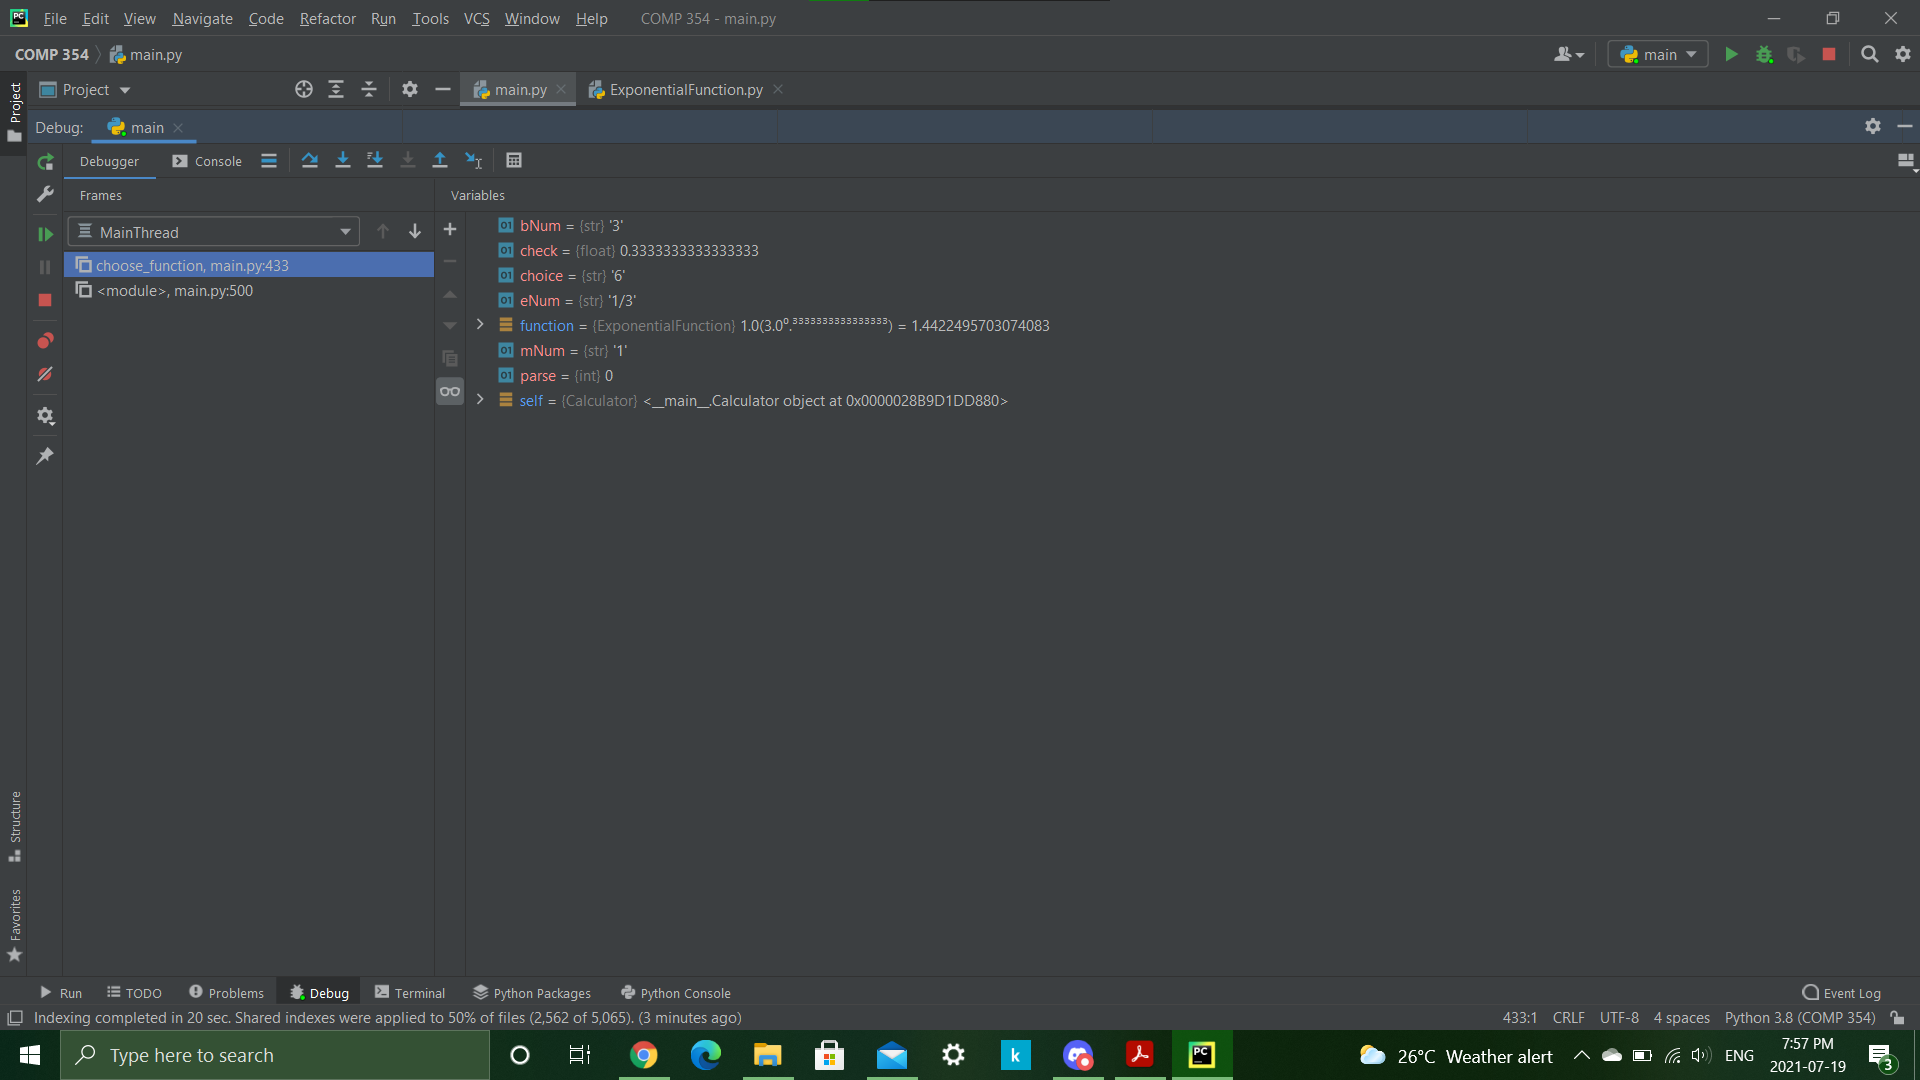 File Edit View Navigate Code Refactor Run Tools VCS Window Help COMP 354 - main.py
COMP 354 main.py
main
Project
Project
main.py
ExponentialFunction.py
Debug: main
Debugger
Console
Frames
Variables
MainThread
choose_function, main.py:433
<module>, main.py:500
bNum = {str} '3'
check = {float} 0.3333333333333333
choice = {str} '6'
eNum = {str} '1/3'
function = {ExponentialFunction} 1.0(3.0⁰.³³³³³³³³³³³³³³³³) = 1.4422495703074083
mNum = {str} '1'
parse = {int} 0
self = {Calculator} <__main__.Calculator object at 0x0000028B9D1DD880>
Structure
Favorites
Run TODO Problems Debug Terminal Python Packages Python Console Event Log
Indexing completed in 20 sec. Shared indexes were applied to 50% of files (2,562 of 5,065). (3 minutes ago) 433:1 CRLF UTF-8 4 spaces Python 3.8 (COMP 354)
Type here to search
26°C Weather alert
ENG
7:57 PM
2021-07-19
3